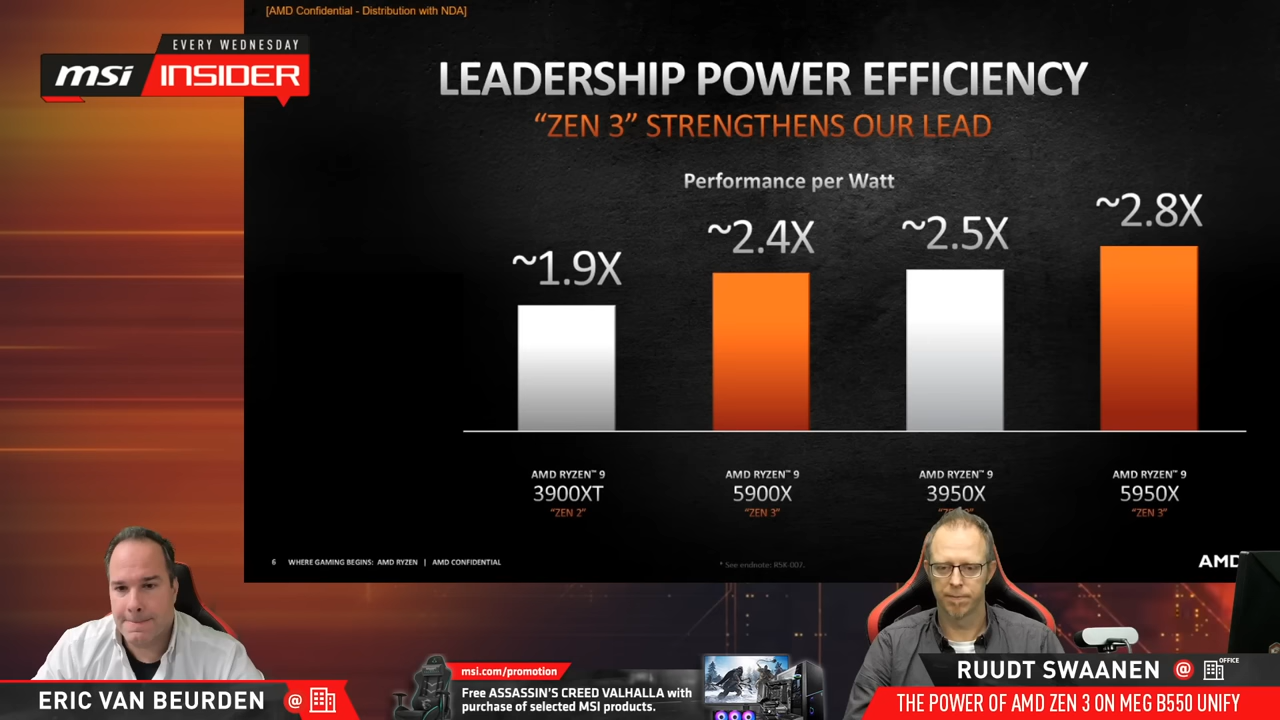 [AMD Confidential - Distribution with NDA]
EVERY WEDNESDAY
msi INSIDER
LEADERSHIP POWER EFFICIENCY
"ZEN 3" STRENGTHENS OUR LEAD
Performance per Watt
~1.9X
~2.4X
~2.5X
~2.8X
AMD RYZEN™ 9
3900XT
"ZEN 2"
AMD RYZEN™ 9
5900X
"ZEN 3"
AMD RYZEN™ 9
3950X
AMD RYZEN™ 9
5950X
"ZEN 3"
6 WHERE GAMING BEGINS: AMD RYZEN | AMD CONFIDENTIAL
* See endnote: R5K-007.
AMD
ERIC VAN BEURDEN @
msi.com/promotion
Free ASSASSIN'S CREED VALHALLA with
purchase of selected MSI products.
RUUDT SWAANEN @ OFFICE
THE POWER OF AMD ZEN 3 ON MEG B550 UNIFY